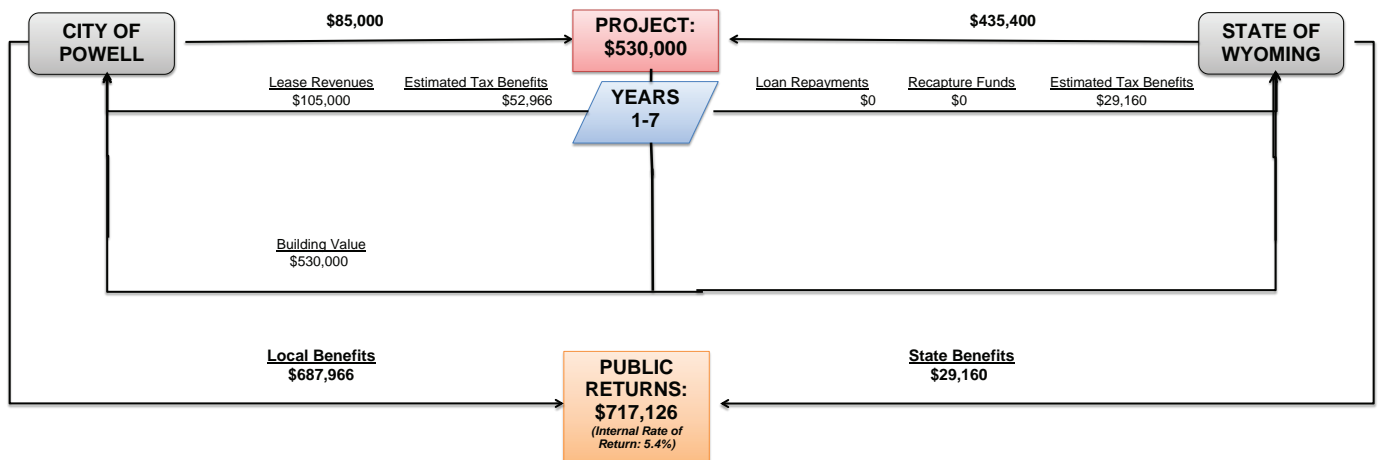 CITY OF
POWELL
$85,000
PROJECT:
$530,000
$435,400
STATE OF
WYOMING
Lease Revenues
$105,000
Estimated Tax Benefits
$52,966
YEARS
1-7
Loan Repayments
$0
Recapture Funds
$0
Estimated Tax Benefits
$29,160
Building Value
$530,000
Local Benefits
$687,966
PUBLIC
RETURNS:
$717,126
(Internal Rate of
Return: 5.4%)
State Benefits
$29,160